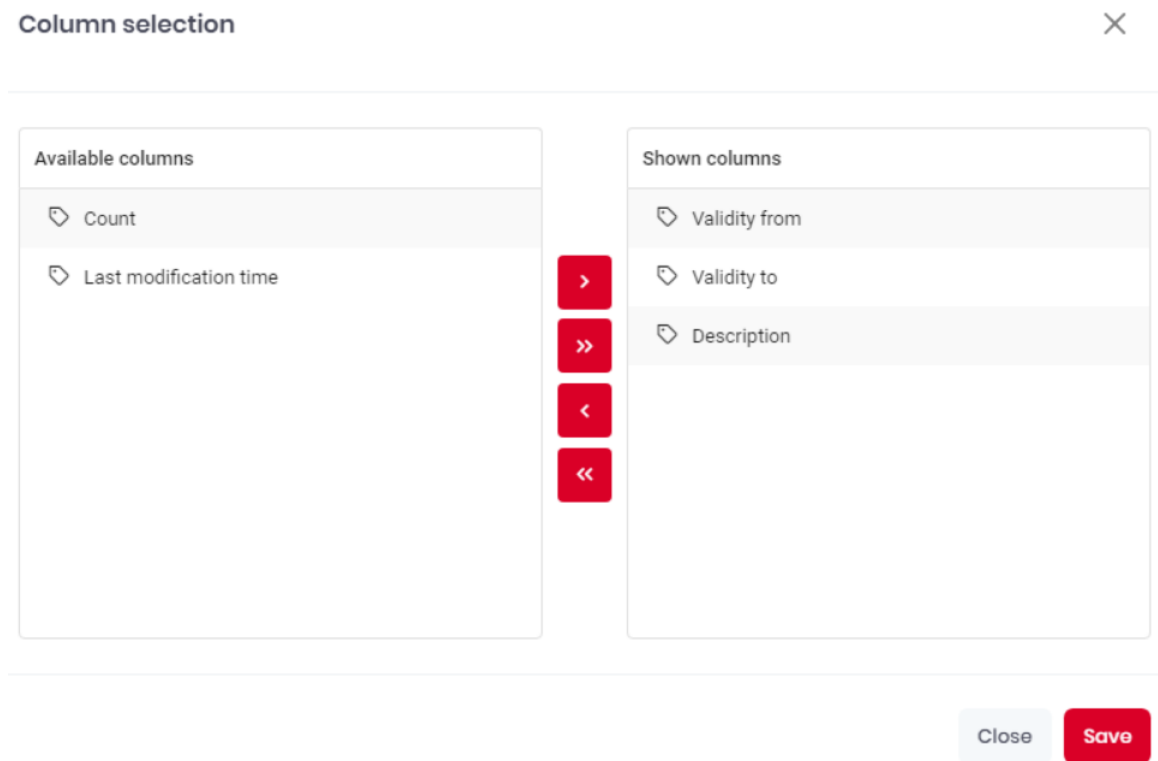 Column selection
Available columns
Count
Last modification time
Shown columns
Validity from
Validity to
Description
Close
Save